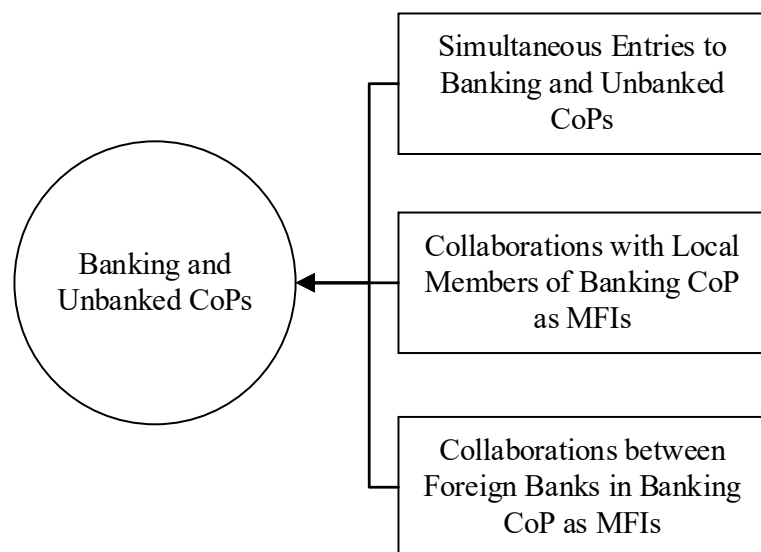 Simultaneous Entries to
Banking and Unbanked
CoPs
Banking and
Unbanked CoPs
Collaborations with Local
Members of Banking CoP
as MFIs
Collaborations between
Foreign Banks in Banking
CoP as MFIs